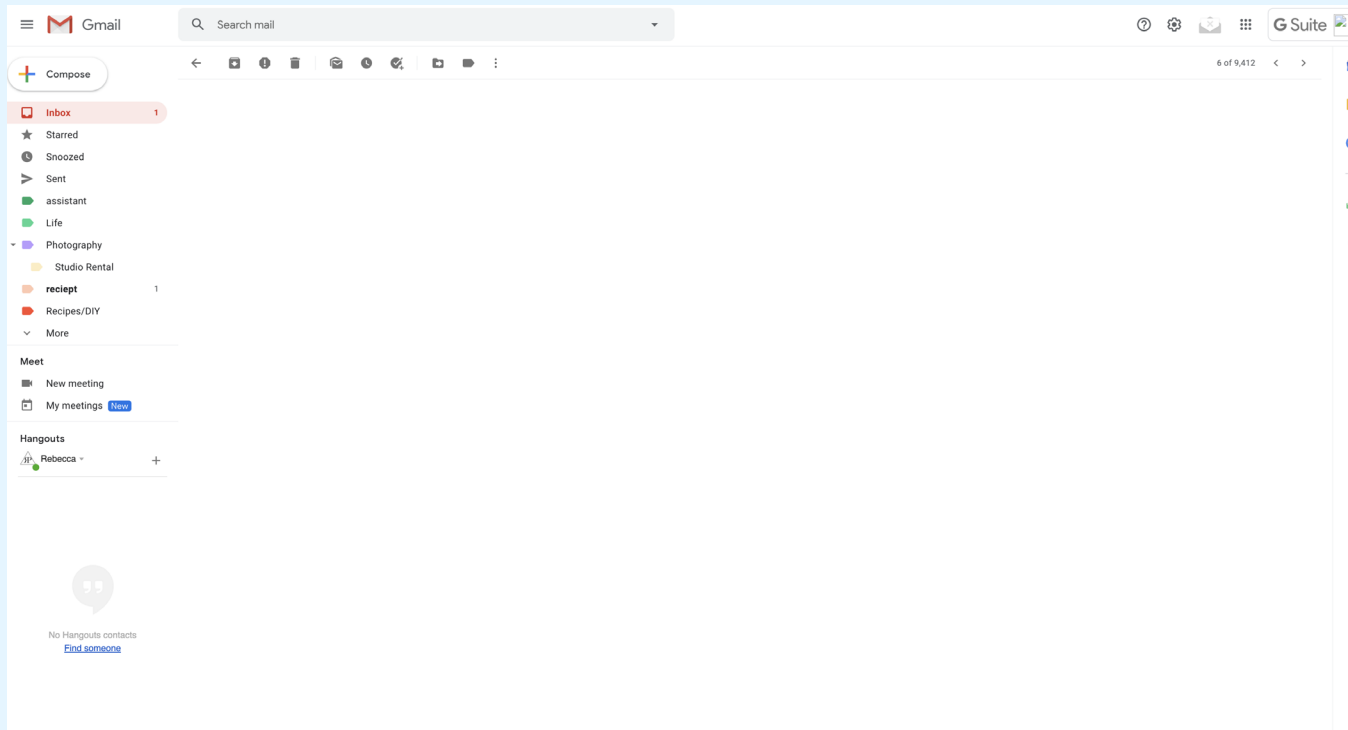 Gmail
Search mail
G Suite
Compose
6 of 9,412
Inbox 1
Starred
Snoozed
Sent
assistant
Life
Photography
Studio Rental
reciept 1
Recipes/DIY
More
Meet
New meeting
My meetings New
Hangouts
Rebecca
No Hangouts contacts
Find someone